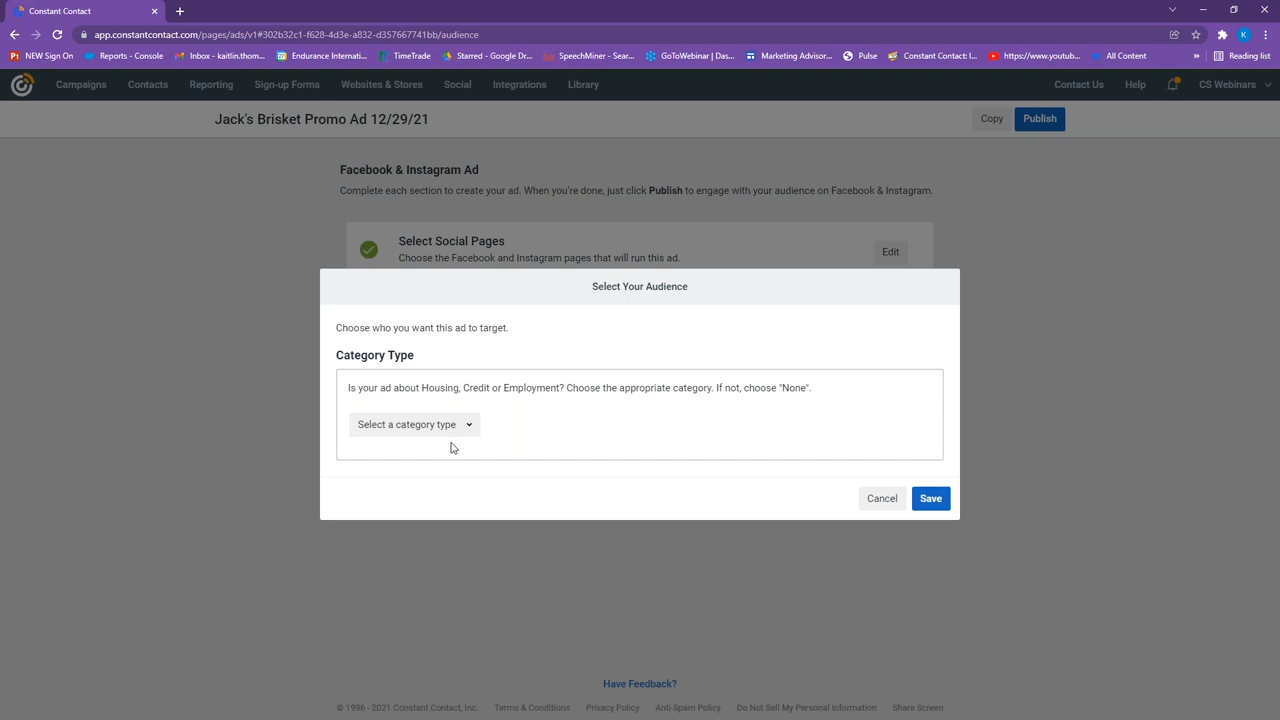 Constant Contact
app.constantcontact.com/pages/ads/v1#302b32c1-f628-4d3e-a832-d357667741bb/audience
NEW Sign On
Reports - Console
Inbox - kaitlin.thom...
Endurance Internati...
TimeTrade
Starred - Google Dr...
SpeechMiner - Sear...
GoToWebinar | Das...
Marketing Advisor...
Pulse
Constant Contact: I...
https://www.youtub...
All Content
Reading list
Campaigns
Contacts
Reporting
Sign-up Forms
Websites & Stores
Social
Integrations
Library
Contact Us
Help
CS Webinars
Jack's Brisket Promo Ad 12/29/21
Copy
Publish
Facebook & Instagram Ad
Complete each section to create your ad. When you're done, just click Publish to engage with your audience on Facebook & Instagram.
Select Social Pages
Choose the Facebook and Instagram pages that will run this ad.
Edit
Select Your Audience
Choose who you want this ad to target.
Category Type
Is your ad about Housing, Credit or Employment? Choose the appropriate category. If not, choose "None".
Select a category type
Cancel
Save
Have Feedback?
© 1996 - 2021 Constant Contact, Inc.
Terms & Conditions
Privacy Policy
Anti-Spam Policy
Do Not Sell My Personal Information
Share Screen